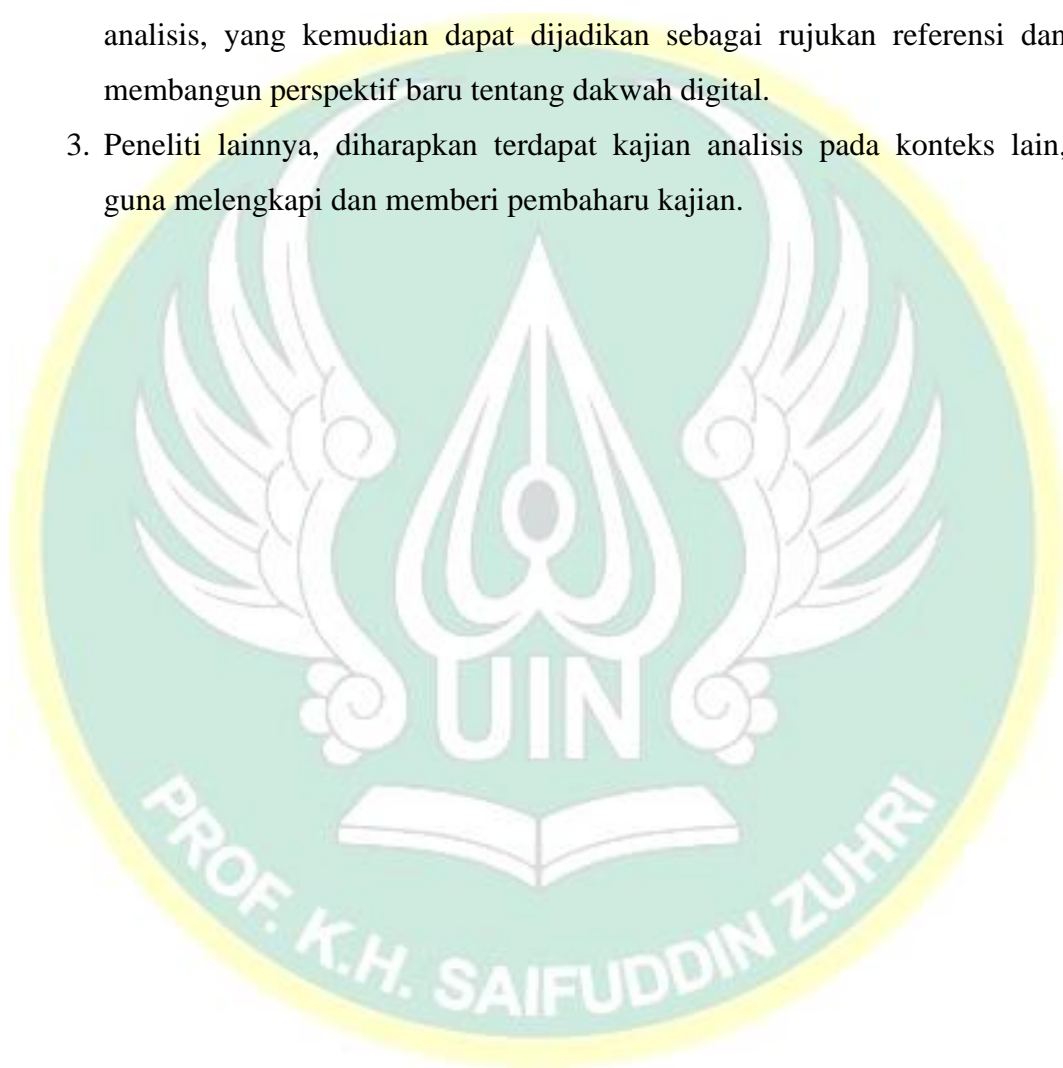 analisis, yang kemudian dapat dijadikan sebagai rujukan referensi dan
membangun perspektif baru tentang dakwah digital.
3. Peneliti lainnya, diharapkan terdapat kajian analisis pada konteks lain,
guna melengkapi dan memberi pembaharu kajian.
UIN
PROF. K.H. SAIFUDDIN ZUHRI